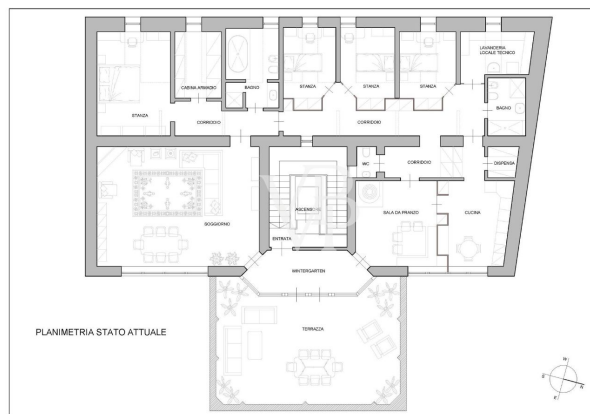 LAVANDERIA
LOCALE TECNICO
CABINA ARMADIO
BAGNO
STANZA
STANZA
STANZA
STANZA
BAGNO
CORRIDOIO
CORRIDOIO
WC
CORRIDOIO
DISPENSA
ASCENSORE
SOGGIORNO
SALA DA PRANZO
CUCINA
ENTRATA
WINTERGARTEN
TERRAZZA
PLANIMETRIA STATO ATTUALE